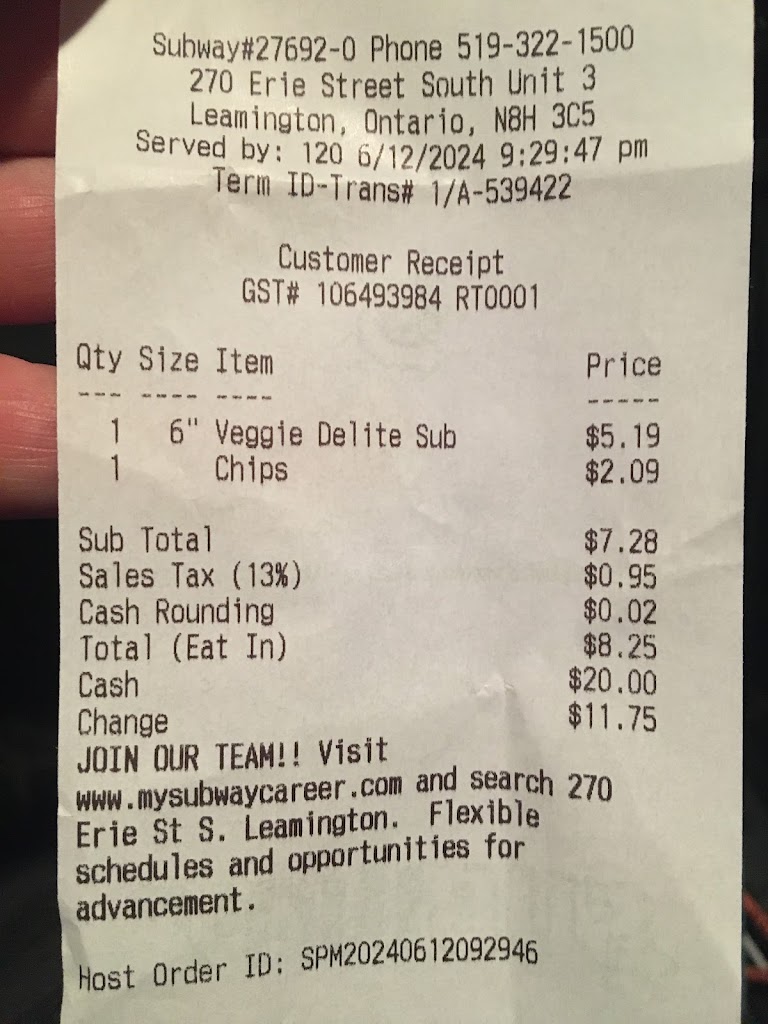 Subway#27692-0 Phone 519-322-1500
270 Erie Street South Unit 3
Leamington, Ontario, N8H 3C5
Served by: 120 6/12/2024 9:29:47 pm
Term ID-Trans# 1/A-539422
Customer Receipt
GST# 106493984 RT0001
Qty Size Item Price
--- ---- ---- -----
1 6" Veggie Delite Sub $5.19
1 Chips $2.09
Sub Total $7.28
Sales Tax (13%) $0.95
Cash Rounding $0.02
Total (Eat In) $8.25
Cash $20.00
Change $11.75
JOIN OUR TEAM!! Visit
www.mysubwaycareer.com and search 270
Erie St S. Leamington. Flexible
schedules and opportunities for
advancement.
Host Order ID: SPM20240612092946